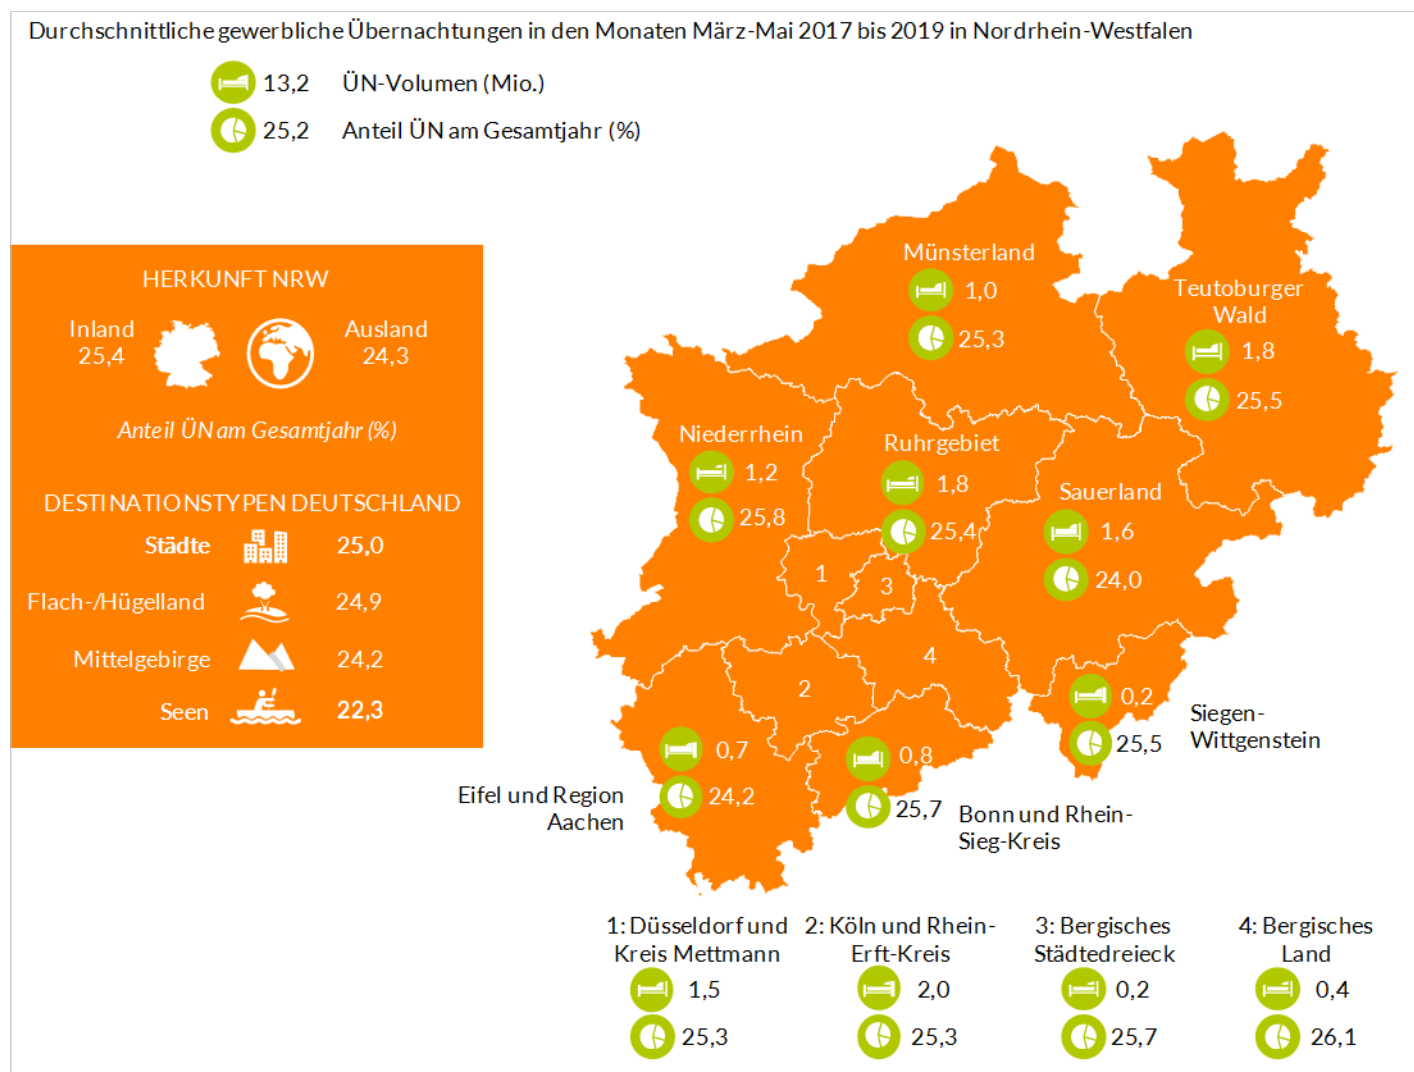 Durchschnittliche gewerbliche Übernachtungen in den Monaten März-Mai 2017 bis 2019 in Nordrhein-Westfalen
13,2 ÜN-Volumen (Mio.)
25,2 Anteil ÜN am Gesamtjahr (%)
HERKUNFT NRW
Inland
25,4
Ausland
24,3
Anteil ÜN am Gesamtjahr (%)
DESTINATIONSTYPEN DEUTSCHLAND
Städte 25,0
Flach-/Hügelland 24,9
Mittelgebirge 24,2
Seen 22,3
Münsterland
1,0
25,3
Teutoburger
Wald
1,8
25,5
Niederrhein
1,2
25,8
Ruhrgebiet
1,8
25,4
Sauerland
1,6
24,0
1
3
4
2
0,2
25,5
Siegen-
Wittgenstein
0,7
24,2
Eifel und Region
Aachen
0,8
25,7
Bonn und Rhein-
Sieg-Kreis
1: Düsseldorf und
Kreis Mettmann
1,5
25,3
2: Köln und Rhein-
Erft-Kreis
2,0
25,3
3: Bergisches
Städtedreieck
0,2
25,7
4: Bergisches
Land
0,4
26,1